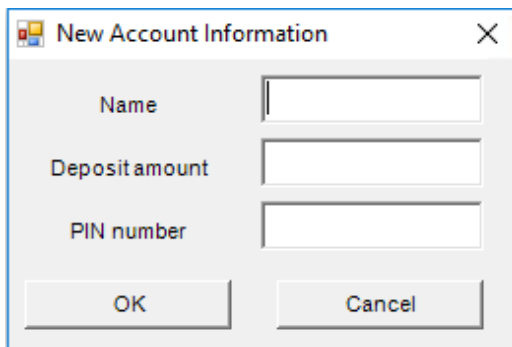 New Account Information
Name
Deposit amount
PIN number
OK Cancel